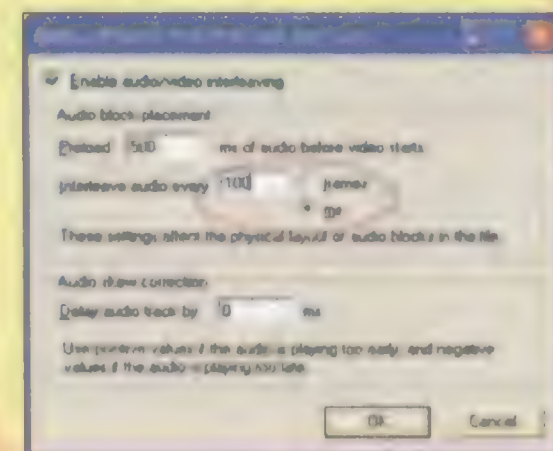 Enable audio/video interleaving
Audio block placement
Preload 500 ms of audio before video starts
Interleave audio every 100 frames
ms
These settings affect the physical layout of audio blocks in the file
Audio skew correction
Delay audio track by 0 ms
Use positive values if the audio is playing too early, and negative
values if the audio is playing too late
OK Cancel